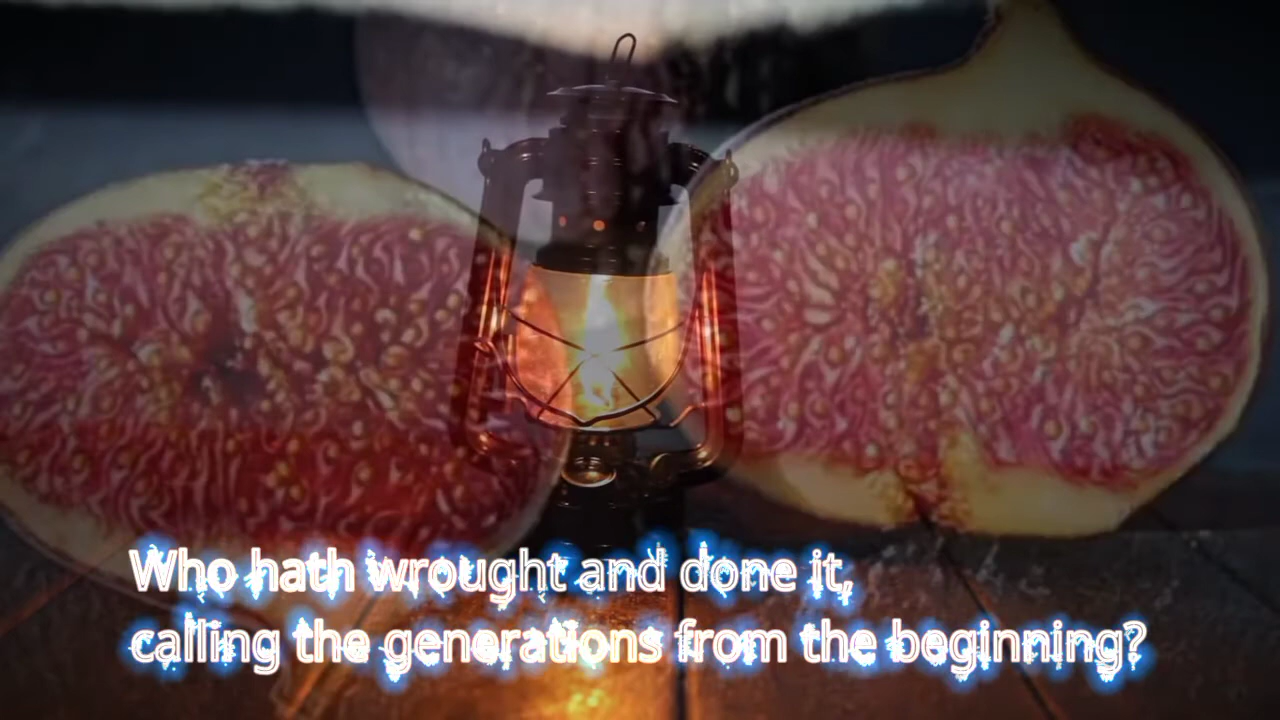 Who hath wrought and done it,
calling the generations from the beginning?